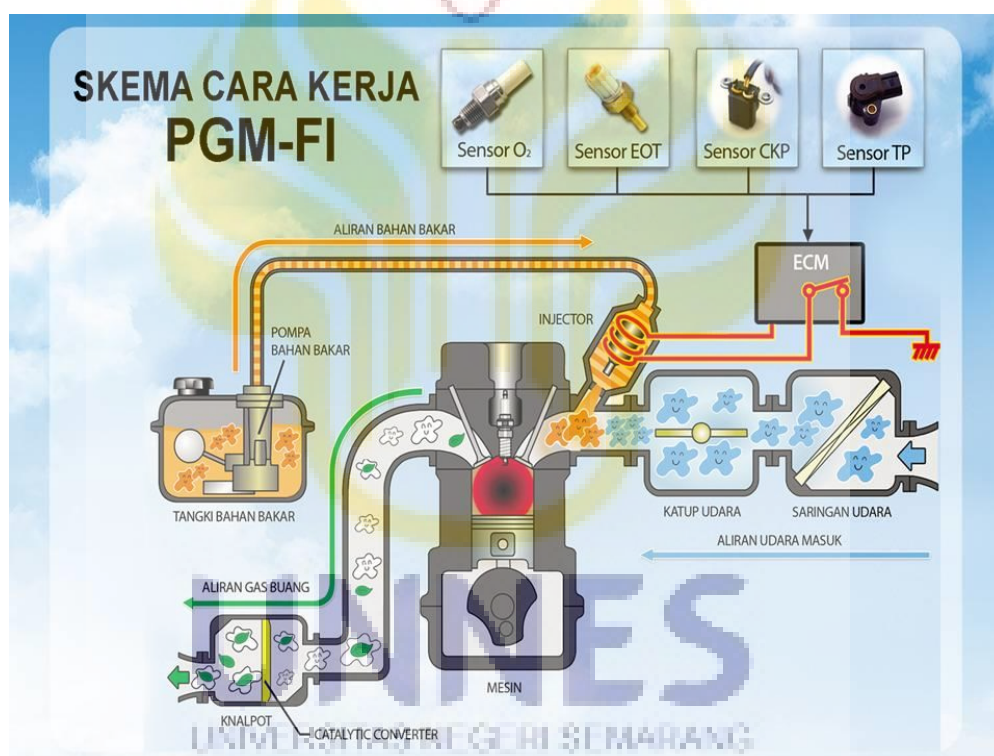 SKEMA CARA KERJA
PGM-FI
Sensor O₂
Sensor EOT
Sensor CKP
Sensor TP
ALIRAN BAHAN BAKAR
ECM
INJECTOR
POMPA
BAHAN BAKAR
TANGKI BAHAN BAKAR
KATUP UDARA
SARINGAN UDARA
ALIRAN UDARA MASUK
ALIRAN GAS BUANG
MESIN
KNALPOT
CATALYTIC CONVERTER
UNNES
UNIVERSITAS NEGERI SEMARANG